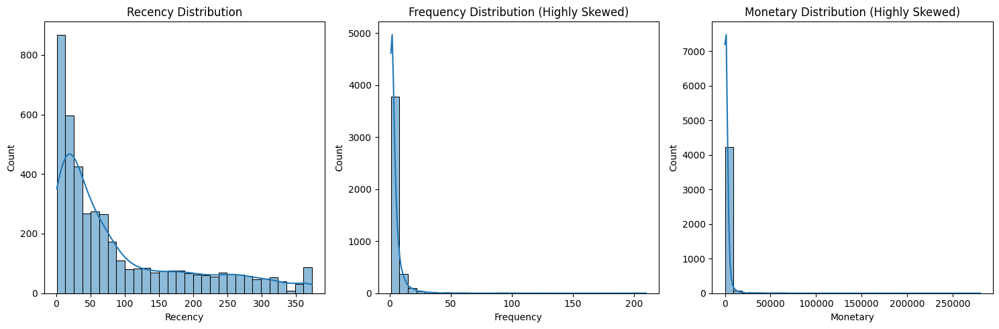 Recency Distribution
800
600
400
200
0
Count
0 50 100 150 200 250 300 350
Recency
Frequency Distribution (Highly Skewed)
5000
4000
3000
2000
1000
0
Count
0 50 100 150 200
Frequency
Monetary Distribution (Highly Skewed)
7000
6000
5000
4000
3000
2000
1000
0
Count
0 50000 100000 150000 200000 250000
Monetary